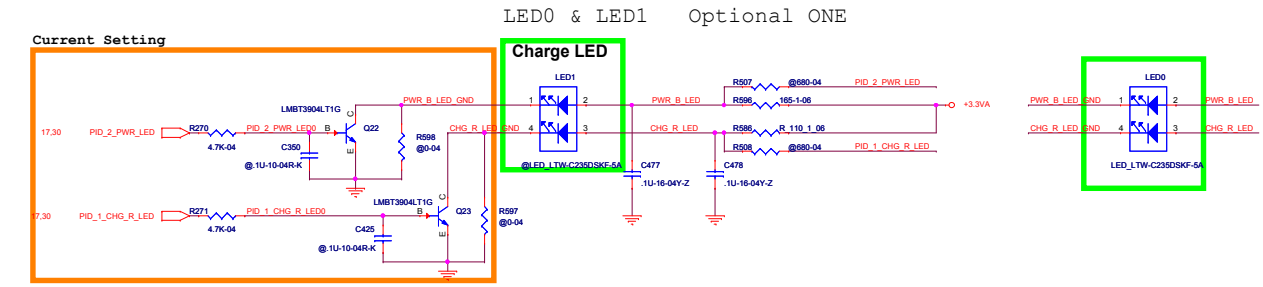 LED0 & LED1 Optional ONE
Current Setting
Charge LED
LED1
LED0
R507 @680-04 PID_2_PWR_LED
PWR_B_LED_GND 1 2 PWR_B_LED R596 165-1-06 +3.3VA
PWR_B_LED_GND 1 2 PWR_B_LED
LMBT3904LT1G C
17,30 PID_2_PWR_LED R270 PID_2_PWR_LED0 B Q22
4.7K-04
C350
@.1U-10-04R-K
E
R598
@0-04
CHG_R_LED_GND 4 3 CHG_R_LED R586 R_110_1_06
CHG_R_LED_GND 4 3 CHG_R_LED
R508 @680-04 PID_1_CHG_R_LED
@LED_LTW-C235DSKF-5A
LED_LTW-C235DSKF-5A
C477
.1U-16-04Y-Z
C478
.1U-16-04Y-Z
LMBT3904LT1G C
17,30 PID_1_CHG_R_LED R271 PID_1_CHG_R_LED0 B Q23
4.7K-04
C425
@.1U-10-04R-K
E
R597
@0-04